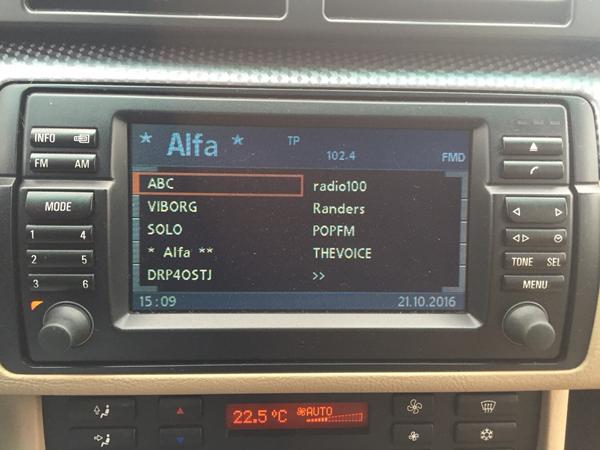 INFO
FM AM
MODE
1 4
2 5
3 6
* Alfa * TP 102.4 FMD
ABC radio100
VIBORG Randers
SOLO POPFM
* Alfa ** THEVOICE
DRP4OSTJ >>
15:09 21.10.2016
TONE SEL
MENU
22.5°C AUTO